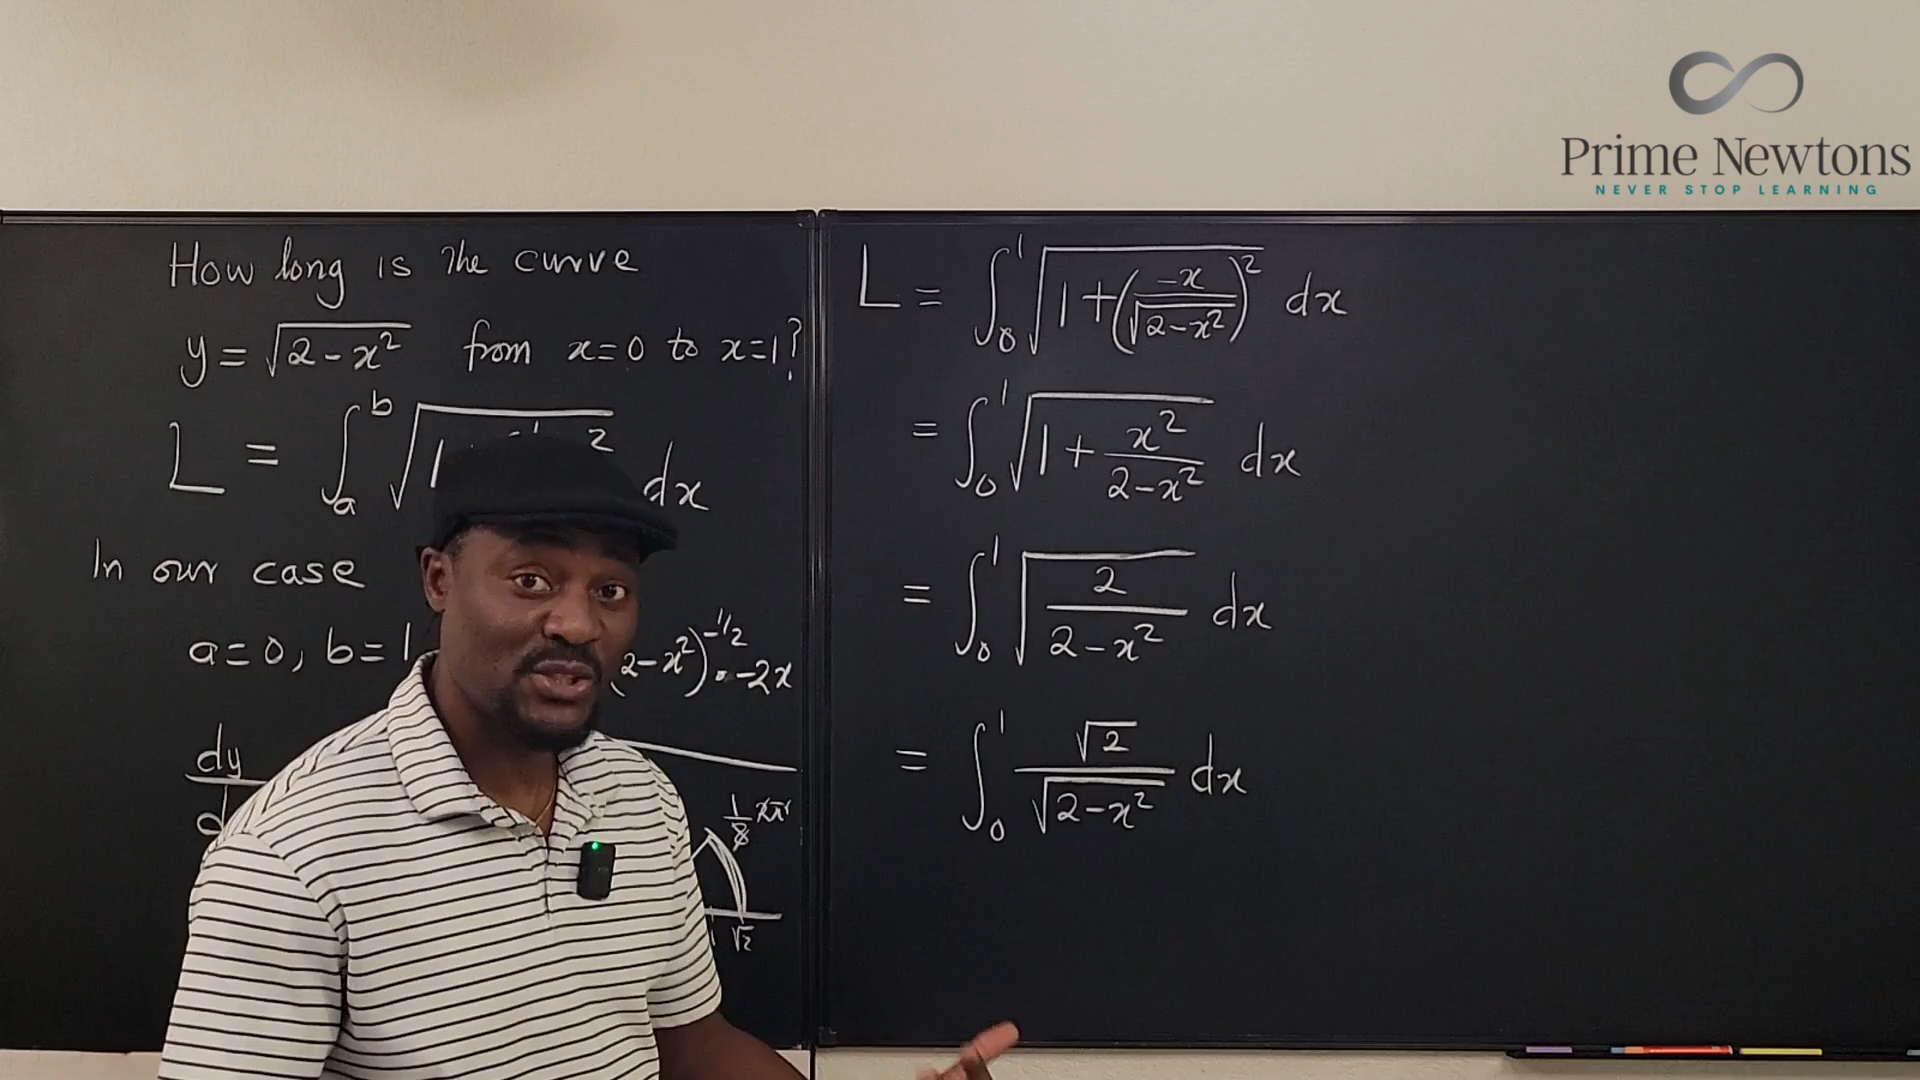 Prime Newtons
NEVER STOP LEARNING
How long is the curve
y = √(2 - x²) from x=0 to x=1?
L = ∫ₐᵇ √(1 ² dx
In our case
a=0, b=1
2-x²)^(-1/2) · -2x
dy
1/8
√2
L = ∫₀¹ √(1 + (-x/√(2-x²))²) dx
= ∫₀¹ √(1 + x²/(2-x²)) dx
= ∫₀¹ √(2/(2-x²)) dx
= ∫₀¹ √2/√(2-x²) dx